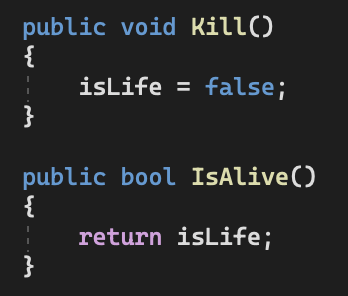 public void Kill()
{
    isLife = false;
}
public bool IsAlive()
{
    return isLife;
}